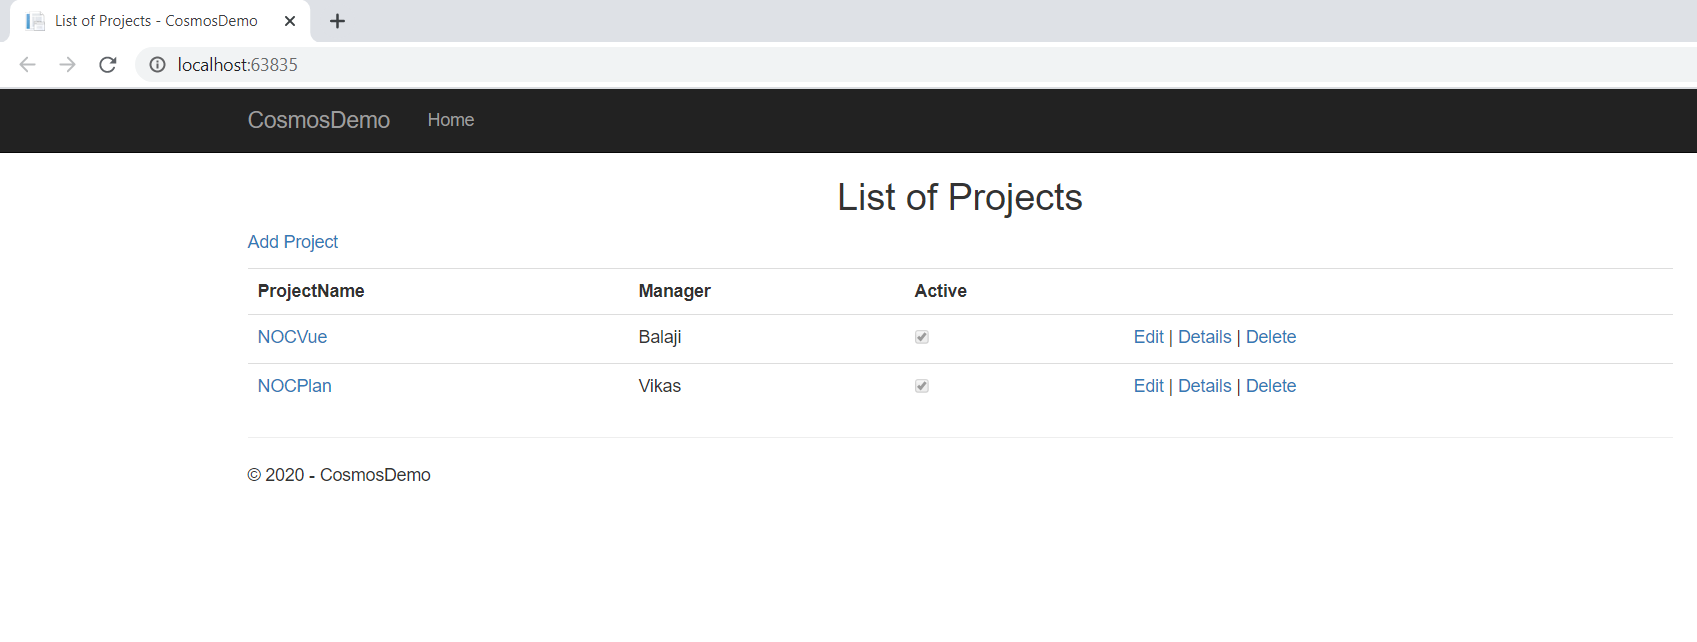 List of Projects - CosmosDemo
localhost:63835
CosmosDemo Home
List of Projects
Add Project
ProjectName Manager Active
NOCVue Balaji Edit | Details | Delete
NOCPlan Vikas Edit | Details | Delete
© 2020 - CosmosDemo